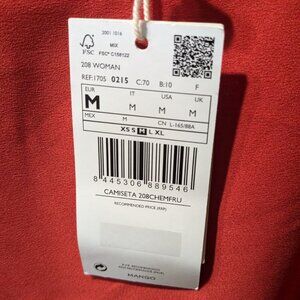 2001 1016
MIX
FSC
FSC® C158122
208 WOMAN
REF:1705 0215 C:70 B:10 F
EUR IT USA UK
M M M M
MEX M CN L-165/88A
XS S M L XL
8 445306 889546
CAMISETA 208CHEMFRU
RECOMMENDED PRICE (RRP)
MANGO